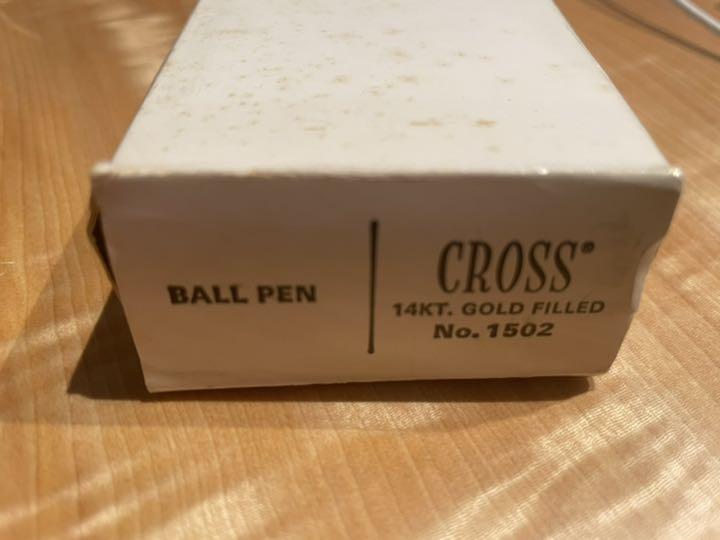 BALL PEN
CROSS®
14KT. GOLD FILLED
No. 1502